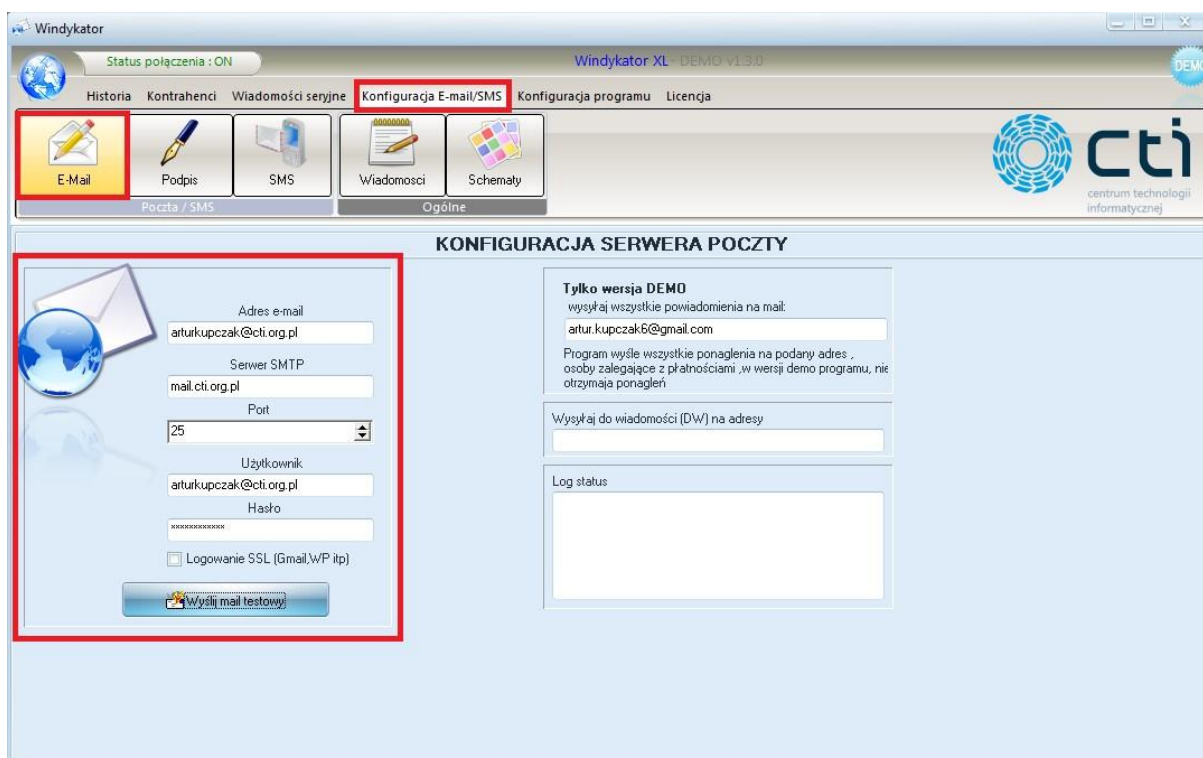 Windykator
Status połączenia : ON
Windykator XL - DEMO v1.3.0
DEMO
Historia Kontrahenci Wiadomości seryjne Konfiguracja E-mail/SMS Konfiguracja programu Licencja
E-Mail Podpis SMS Wiadomosci Schematy
Poczta / SMS Ogólne
cti
centrum technologii
informatycznej
KONFIGURACJA SERWERA POCZTY
Adres e-mail
arturkupczak@cti.org.pl
Serwer SMTP
mail.cti.org.pl
Port
25
Użytkownik
arturkupczak@cti.org.pl
Hasło
************
Logowanie SSL (Gmail,WP itp)
Wyślij mail testowy
Tylko wersja DEMO
wysyłaj wszystkie powiadomienia na mail:
artur.kupczak6@gmail.com
Program wyśle wszystkie ponaglenia na podany adres ,
osoby zalegające z płatnościami ,w wersji demo programu, nie
otrzymaja ponagleń
Wysyłaj do wiadomości (DW) na adresy
Log status